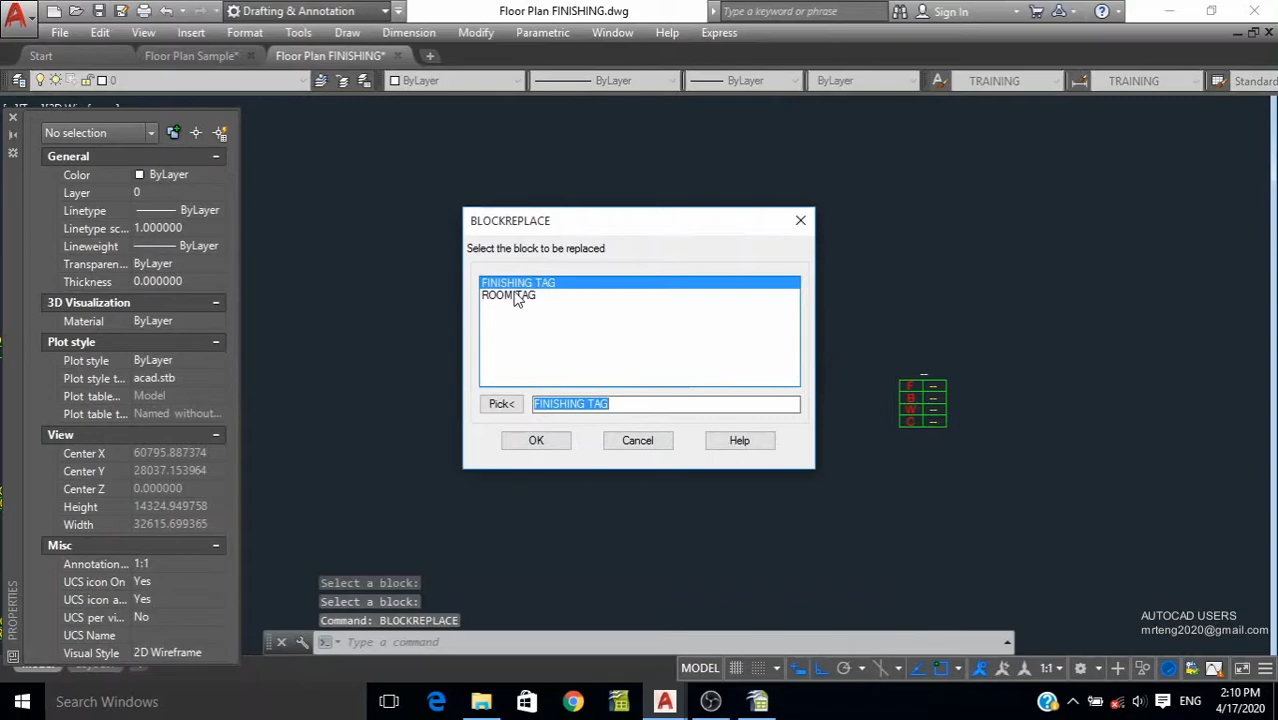 Drafting & Annotation
Floor Plan FINISHING.dwg
Type a keyword or phrase
Sign In
File Edit View Insert Format Tools Draw Dimension Modify Parametric Window Help Express
Start
Floor Plan Sample*
Floor Plan FINISHING*
0
ByLayer
ByLayer
ByLayer
ByLayer
TRAINING
TRAINING
Standard
No selection
General
Color ByLayer
Layer 0
Linetype ByLayer
Linetype sc... 1.000000
Lineweight ByLayer
Transparen... ByLayer
Thickness 0.000000
3D Visualization
Material ByLayer
Plot style
Plot style ByLayer
Plot style t... acad.stb
Plot table... Model
Plot table t... Named without...
View
Center X 60795.887374
Center Y 28037.153964
Center Z 0.000000
Height 14324.949758
Width 32615.699365
Misc
Annotation... 1:1
UCS icon On Yes
UCS icon a... Yes
UCS per vi... No
UCS Name
Visual Style 2D Wireframe
PROPERTIES
BLOCKREPLACE
Select the block to be replaced
FINISHING TAG
ROOM TAG
Pick<
FINISHING TAG
OK
Cancel
Help
--
F --
B --
W --
C --
Select a block:
Select a block:
Command: BLOCKREPLACE
Type a command
AUTOCAD USERS
mrteng2020@gmail.com
MODEL
1:1
Search Windows
ENG
2:10 PM
4/17/2020